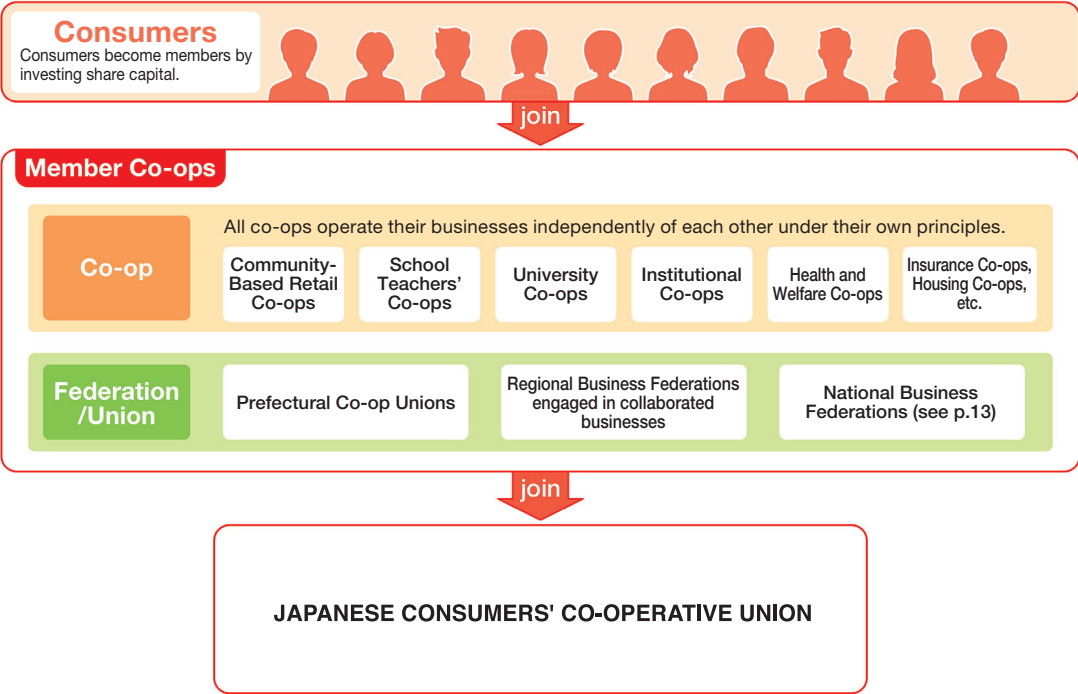 Consumers
Consumers become members by
investing share capital.
join
Member Co-ops
Co-op
All co-ops operate their businesses independently of each other under their own principles.
Community-
Based Retail
Co-ops
School
Teachers'
Co-ops
University
Co-ops
Institutional
Co-ops
Health and
Welfare Co-ops
Insurance Co-ops,
Housing Co-ops,
etc.
Federation
/Union
Prefectural Co-op Unions
Regional Business Federations
engaged in collaborated
businesses
National Business
Federations (see p.13)
join
JAPANESE CONSUMERS' CO-OPERATIVE UNION